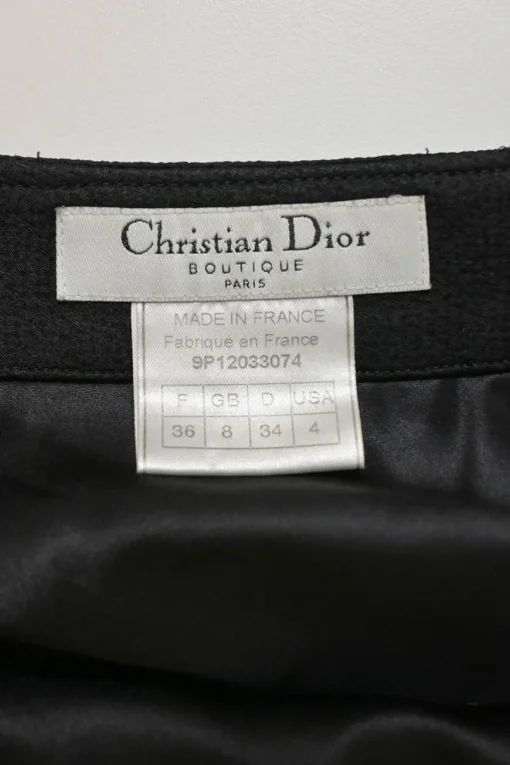 Christian Dior
BOUTIQUE
PARIS
MADE IN FRANCE
Fabriqué en France
9P12033074
F GB D USA
36 8 34 4